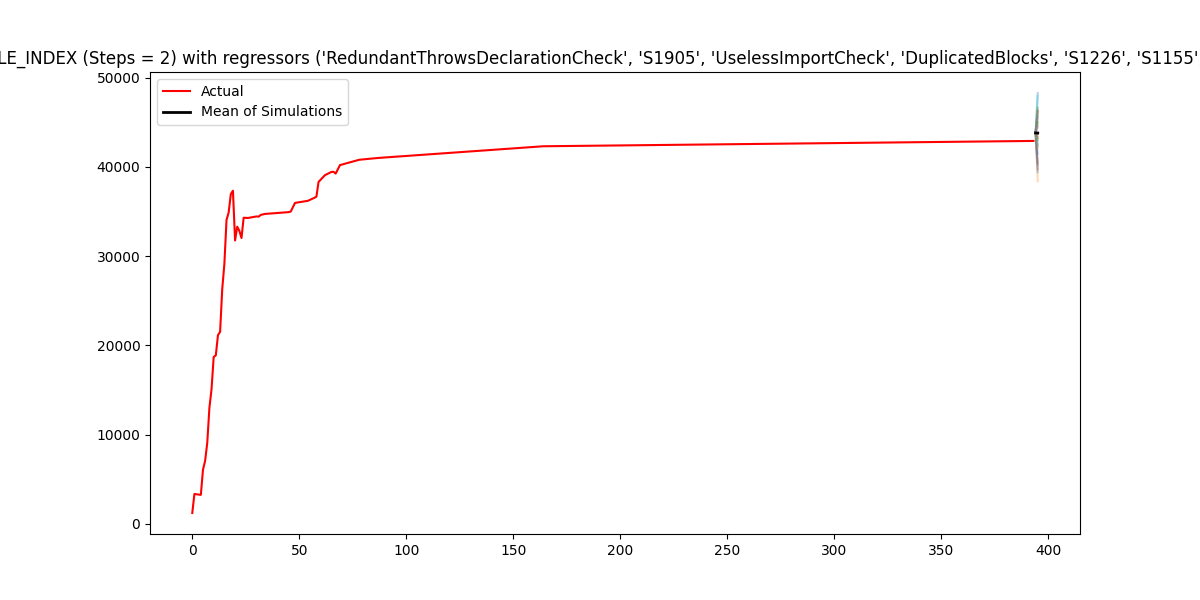 LE_INDEX (Steps = 2) with regressors ('RedundantThrowsDeclarationCheck', 'S1905', 'UselessImportCheck', 'DuplicatedBlocks', 'S1226', 'S1155'
Actual
Mean of Simulations
50000
40000
30000
20000
10000
0
0 50 100 150 200 250 300 350 400